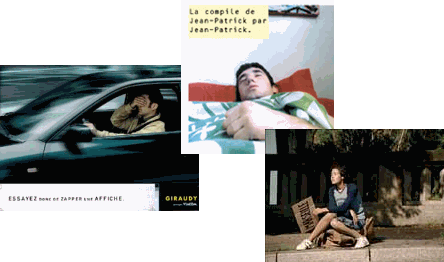 La compile de
Jean-Patrick par
Jean-Patrick.
ESSAYEZ DONC DE ZAPPER UNE AFFICHE.
GIRAUDY